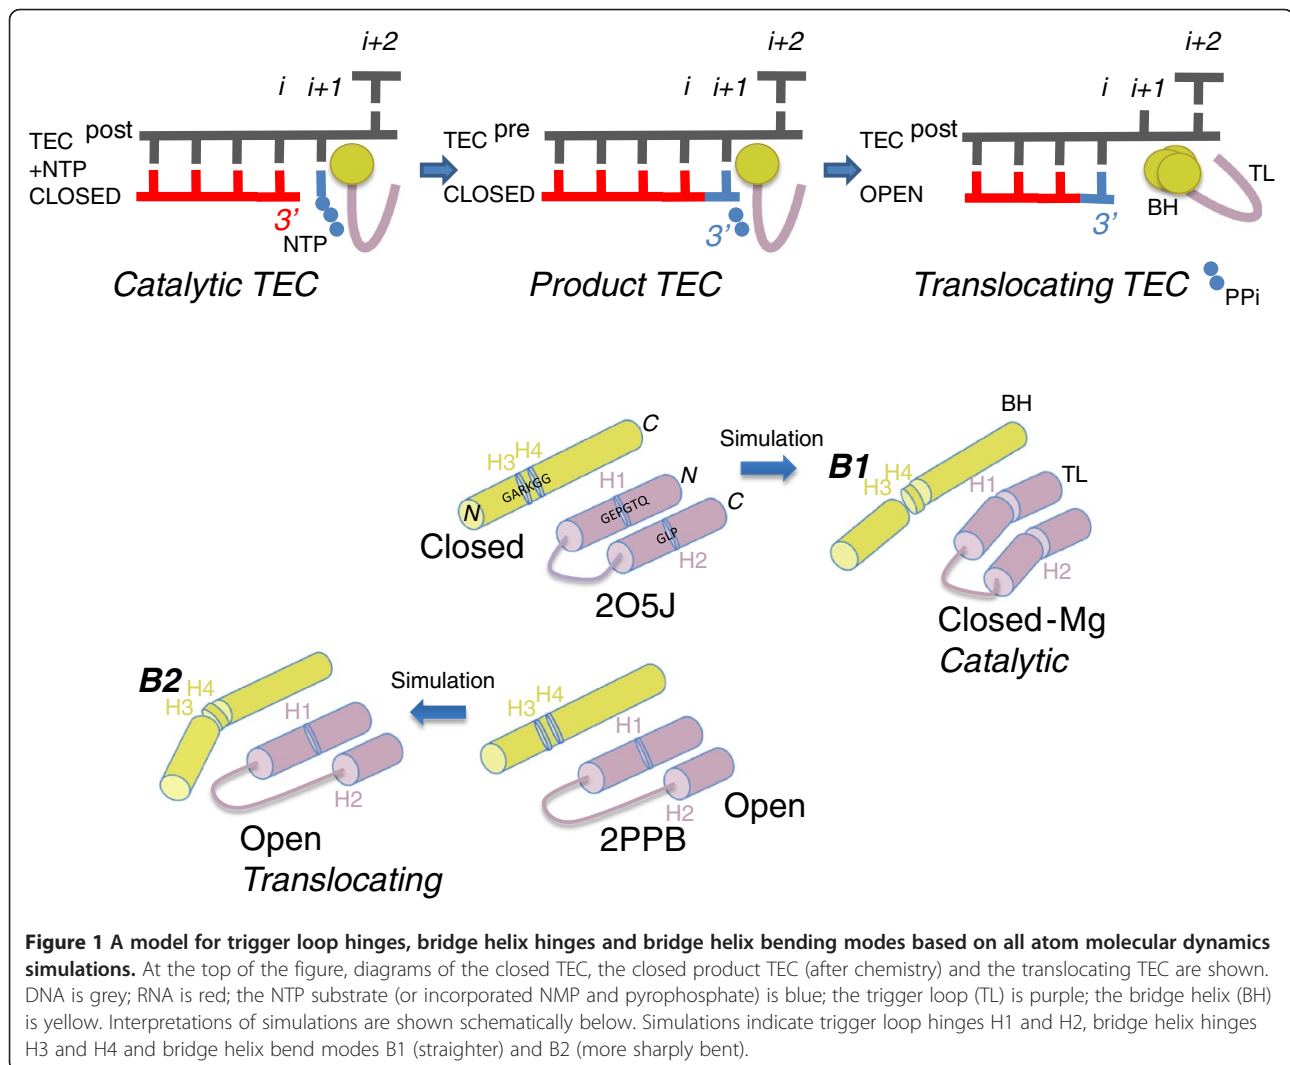 i+2
i
i+1
TEC post
+NTP
CLOSED
3’
NTP
Catalytic TEC
i+2
i
i+1
TEC pre
CLOSED
3’
Product TEC
i+2
i
i+1
TEC post
OPEN
TL
BH
3’
Translocating TEC
PPi
C
H3
H4
GARKGG
N
Closed
H1
N
GEPGTQ
C
GLP
H2
2O5J
Simulation
BH
B1
H4
H3
H1
TL
H2
Closed-Mg
Catalytic
B2
H4
H3
H1
H2
Open
Translocating
Simulation
H3
H4
H1
H2
Open
2PPB
Figure 1 A model for trigger loop hinges, bridge helix hinges and bridge helix bending modes based on all atom molecular dynamics
simulations. At the top of the figure, diagrams of the closed TEC, the closed product TEC (after chemistry) and the translocating TEC are shown.
DNA is grey; RNA is red; the NTP substrate (or incorporated NMP and pyrophosphate) is blue; the trigger loop (TL) is purple; the bridge helix (BH)
is yellow. Interpretations of simulations are shown schematically below. Simulations indicate trigger loop hinges H1 and H2, bridge helix hinges
H3 and H4 and bridge helix bend modes B1 (straighter) and B2 (more sharply bent).